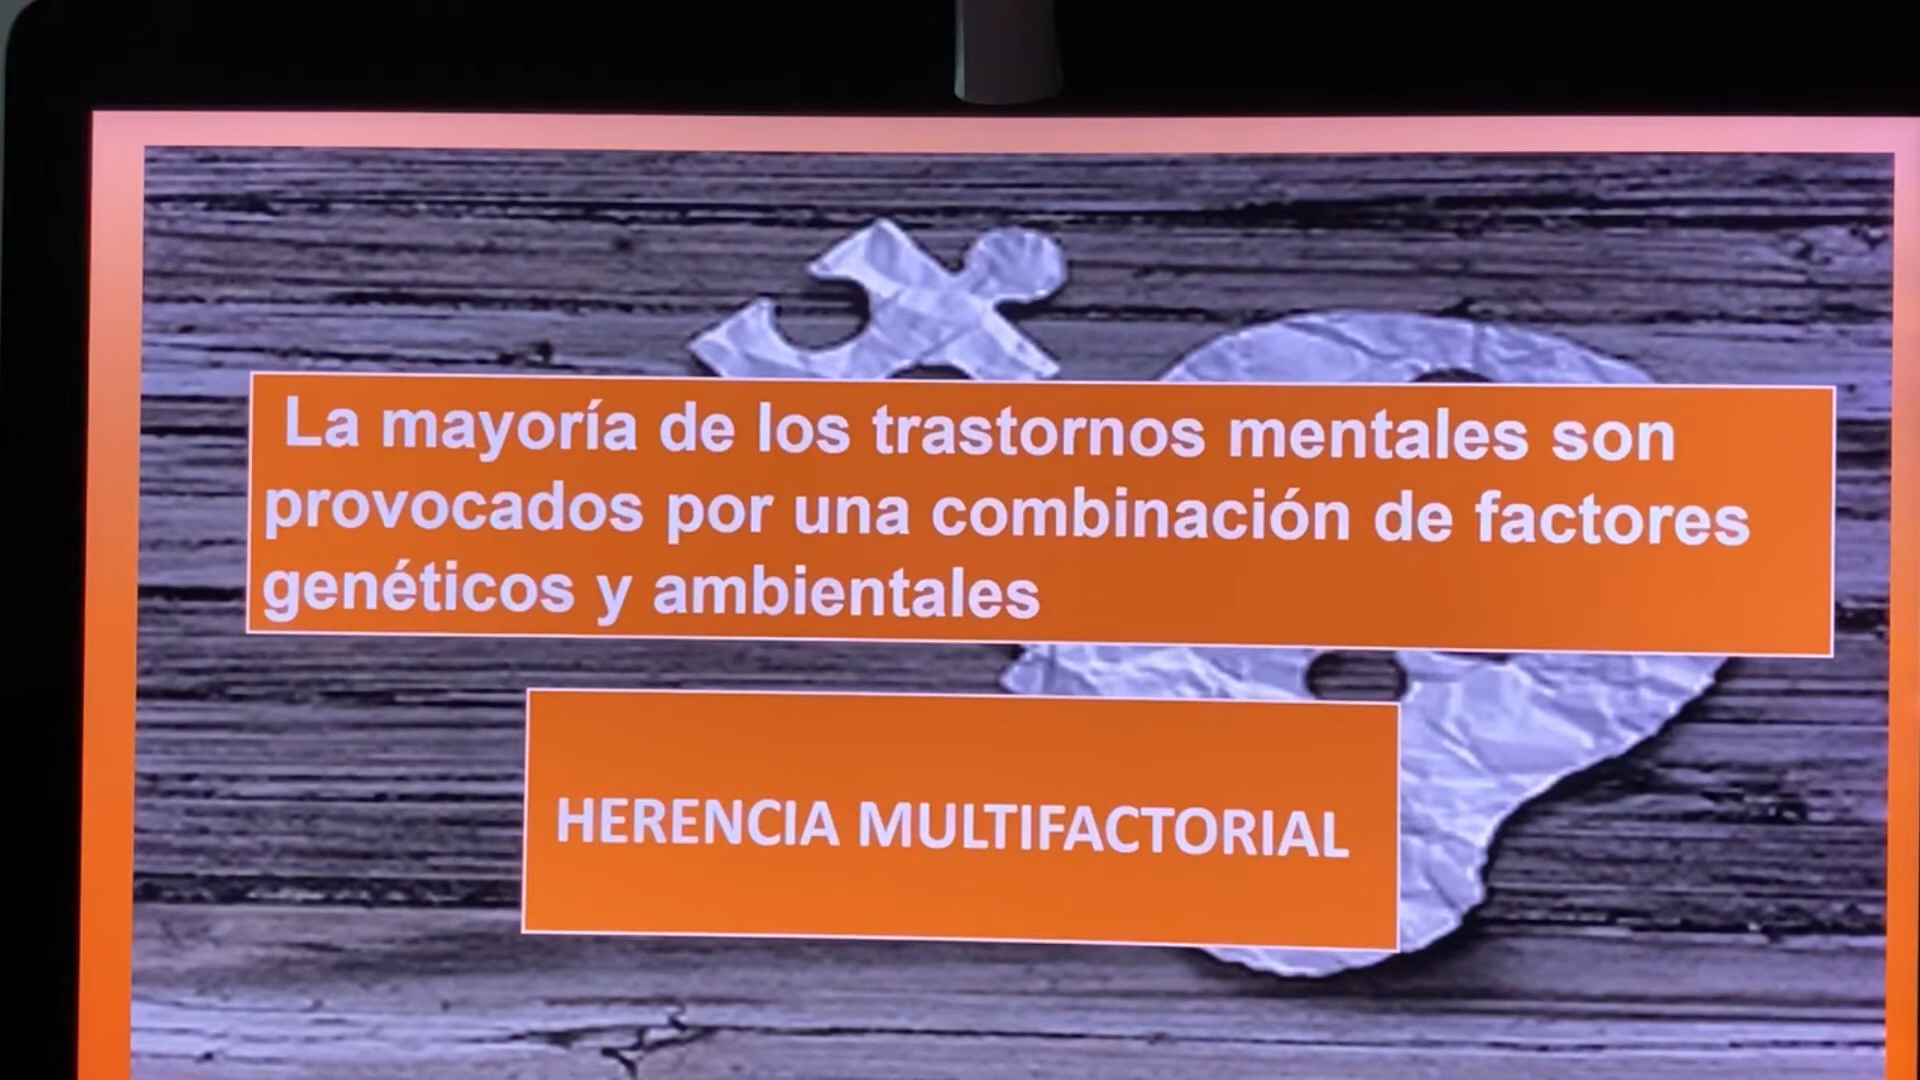 La mayoría de los trastornos mentales son
provocados por una combinación de factores
genéticos y ambientales
HERENCIA MULTIFACTORIAL